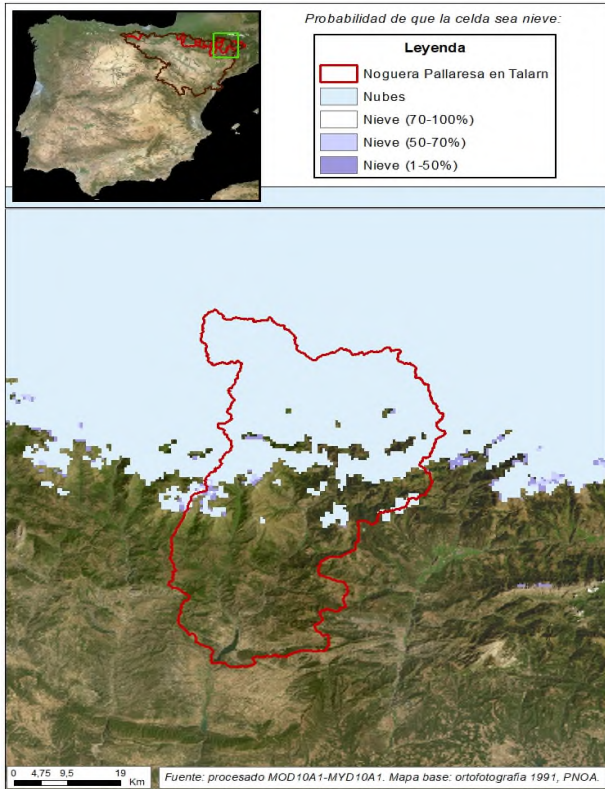 Probabilidad de que la celda sea nieve:
Leyenda
Noguera Pallaresa en Talarn
Nubes
Nieve (70-100%)
Nieve (50-70%)
Nieve (1-50%)
0 4,75 9,5 19
Km
Fuente: procesado MOD10A1-MYD10A1. Mapa base: ortofotografía 1991, PNOA.